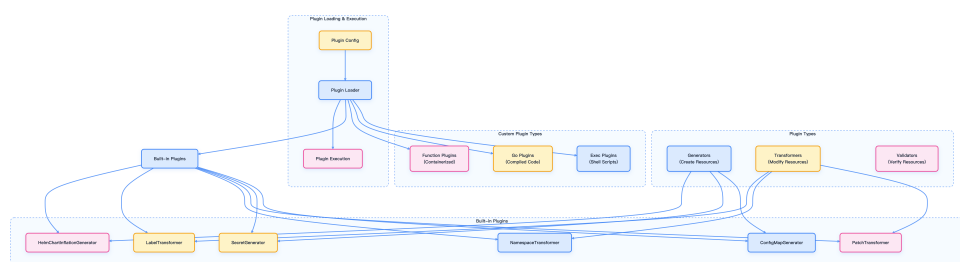 Plugin Loading & Execution
Plugin Config
Plugin Loader
Custom Plugin Types
Plugin Types
Built-in Plugins
Plugin Execution
Function Plugins
(Containerized)
Go Plugins
(Compiled Code)
Exec Plugins
(Shell Scripts)
Generators
(Create Resources)
Transformers
(Modify Resources)
Validators
(Verify Resources)
Built-in Plugins
HelmChartInflationGenerator
LabelTransformer
SecretGenerator
NamespaceTransformer
ConfigMapGenerator
PatchTransformer